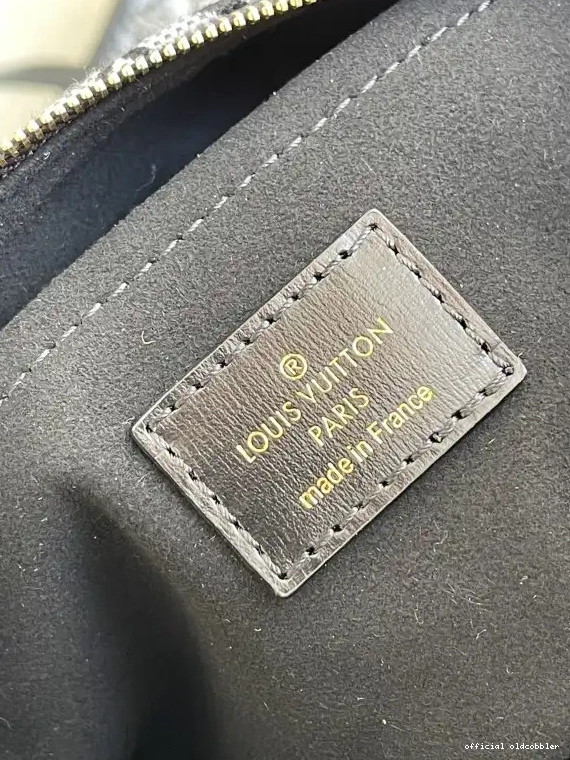 ®
LOUIS VUITTON
PARIS
made in France
official oldcobbler